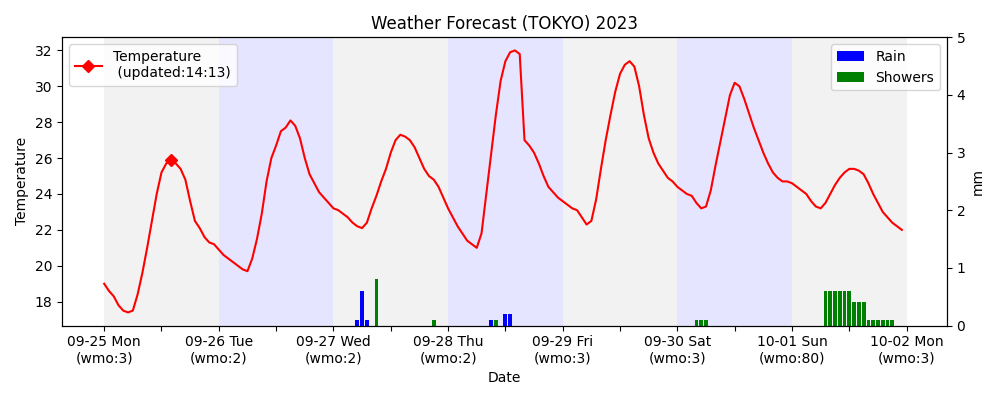 Weather Forecast (TOKYO) 2023
Temperature
(updated:14:13)
Rain
Showers
32
30
28
26
24
22
20
18
Temperature
5
4
3
2
1
0
mm
09-25 Mon 09-26 Tue 09-27 Wed 09-28 Thu 09-29 Fri 09-30 Sat 10-01 Sun 10-02 Mon
(wmo:3) (wmo:2) (wmo:2) (wmo:2) (wmo:3) (wmo:3) (wmo:80) (wmo:3)
Date